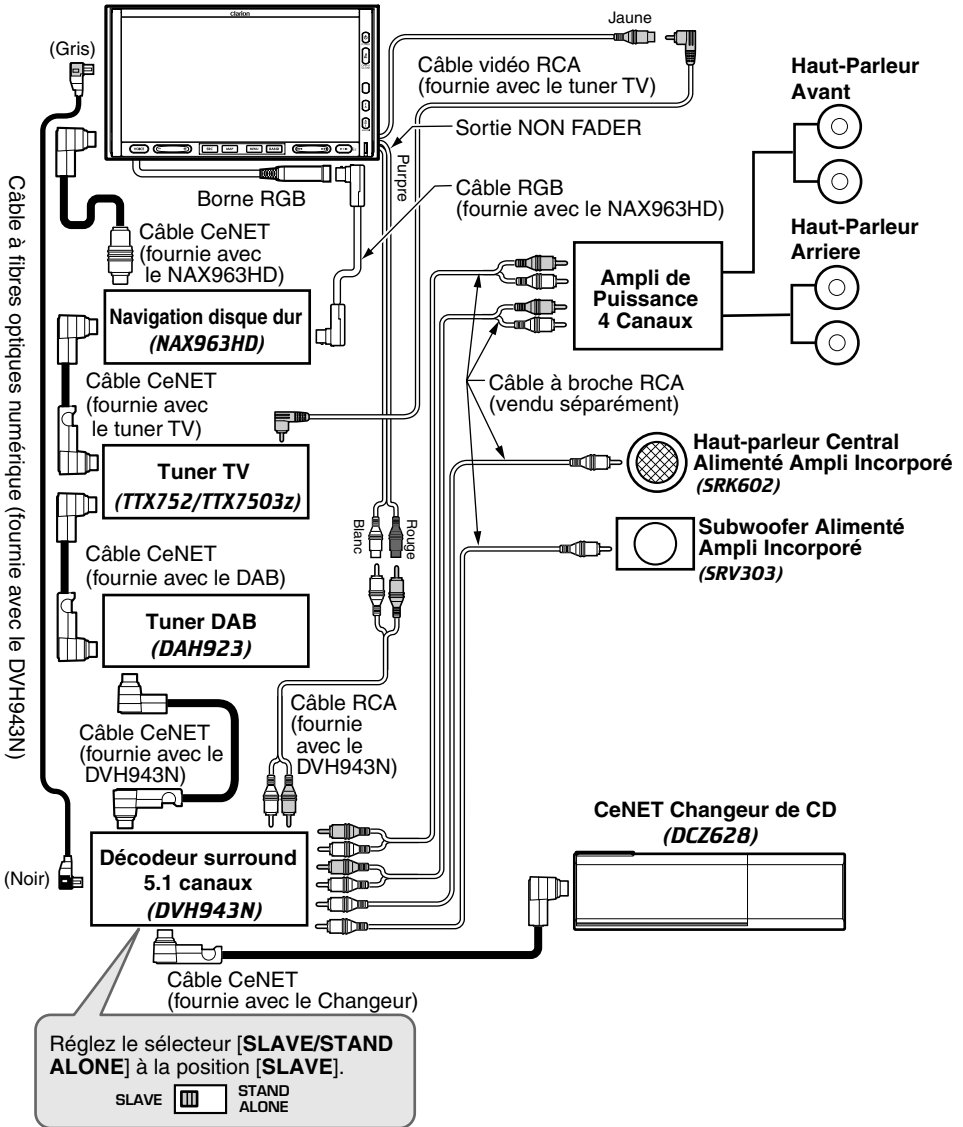 clarion
(Gris)
Jaune
Câble vidéo RCA
(fournie avec le tuner TV)
Haut-Parleur
Avant
Sortie NON FADER
Purpre
Borne RGB
Câble RGB
(fournie avec le NAX963HD)
Câble CeNET
(fournie avec
le NAX963HD)
Haut-Parleur
Arriere
Ampli de
Puissance
4 Canaux
Câble à fibres optiques numérique (fournie avec le DVH943N)
Navigation disque dur
(NAX963HD)
Câble CeNET
(fournie avec
le tuner TV)
Câble à broche RCA
(vendu séparément)
Haut-parleur Central
Alimenté Ampli Incorporé
(SRK602)
Tuner TV
(TTX752/TTX7503z)
Blanc
Rouge
Subwoofer Alimenté
Ampli Incorporé
(SRV303)
Câble CeNET
(fournie avec le DAB)
Tuner DAB
(DAH923)
Câble RCA
(fournie
avec le
DVH943N)
Câble CeNET
(fournie avec le
DVH943N)
CeNET Changeur de CD
(DCZ628)
Décodeur surround
5.1 canaux
(DVH943N)
(Noir)
Câble CeNET
(fournie avec le Changeur)
Réglez le sélecteur [SLAVE/STAND
ALONE] à la position [SLAVE].
SLAVE
STAND
ALONE